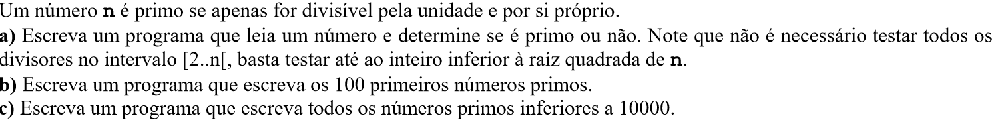 Um número n é primo se apenas for divisível pela unidade e por si próprio.
a) Escreva um programa que leia um número e determine se é primo ou não. Note que não é necessário testar todos os
divisores no intervalo [2..n[, basta testar até ao inteiro inferior à raíz quadrada de n.
b) Escreva um programa que escreva os 100 primeiros números primos.
c) Escreva um programa que escreva todos os números primos inferiores a 10000.